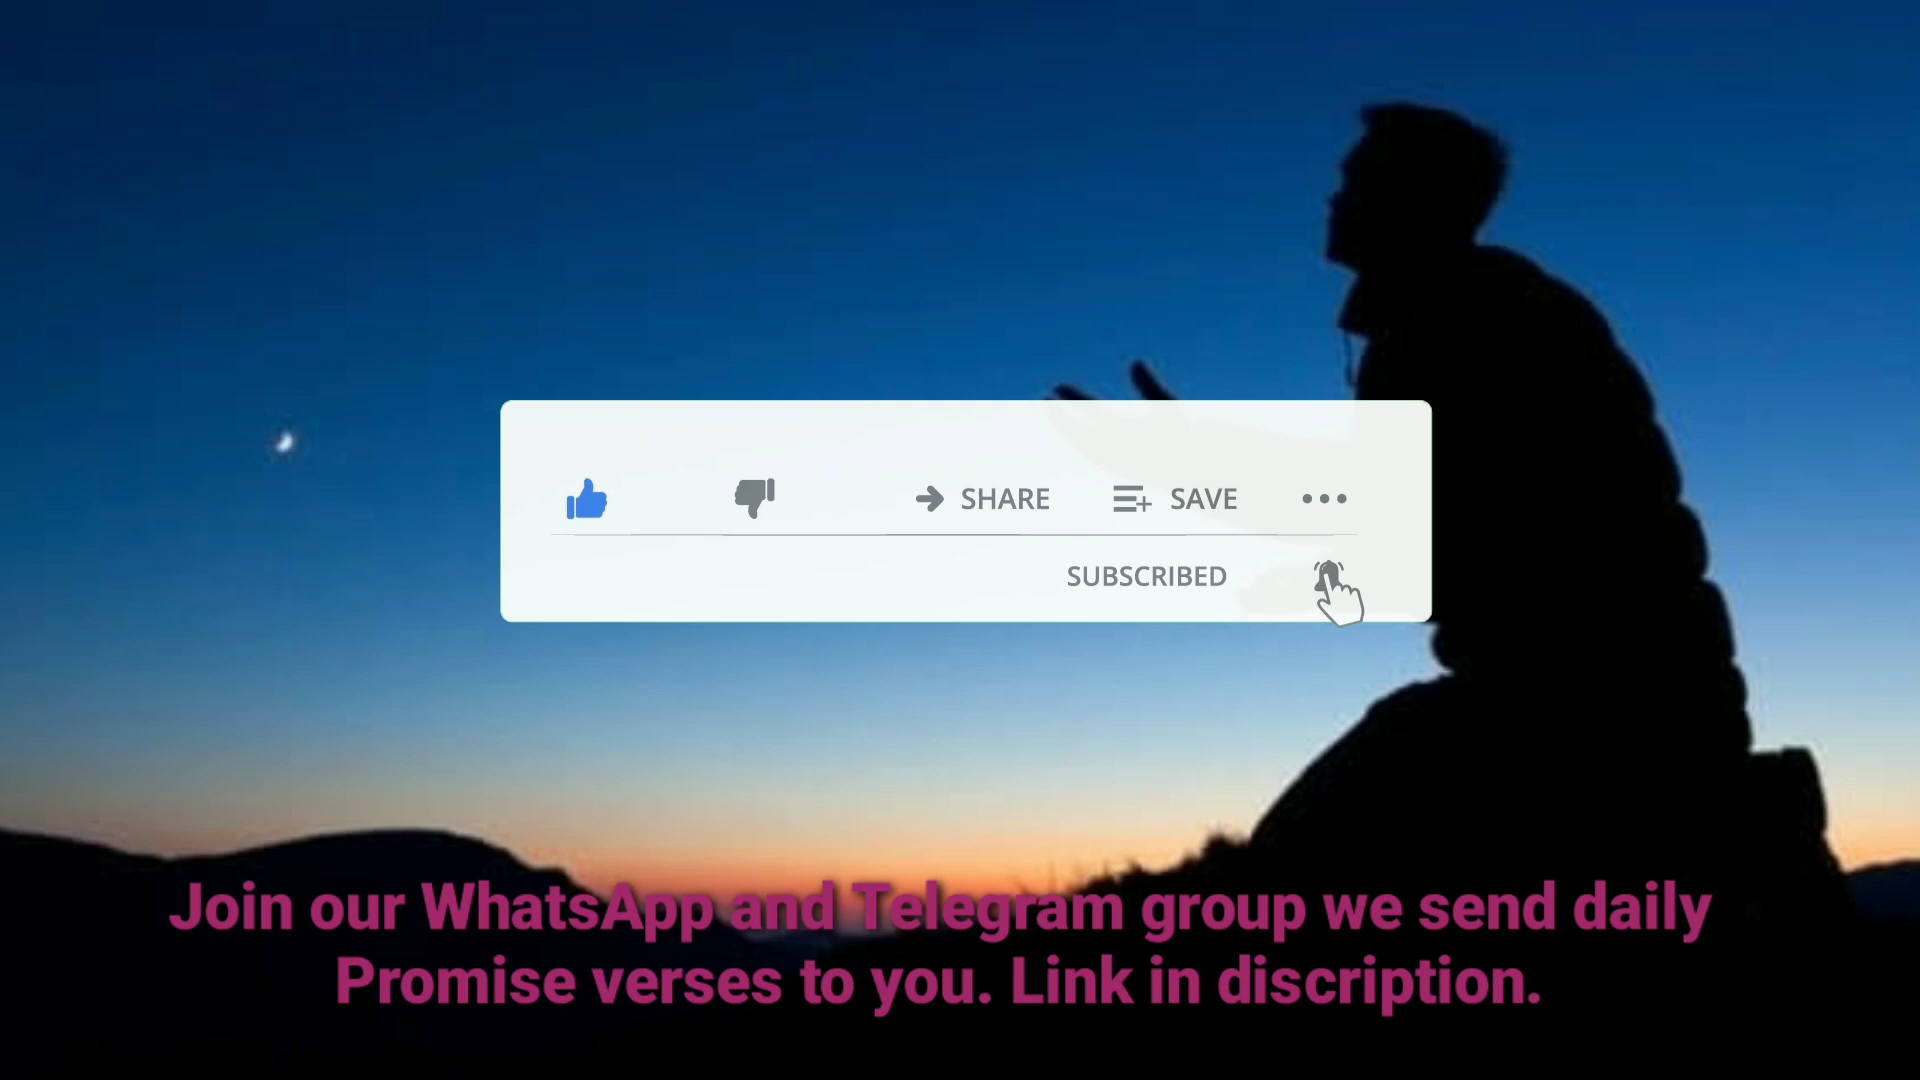 SHARE SAVE
SUBSCRIBED
Join our WhatsApp and Telegram group we send daily
Promise verses to you. Link in discription.